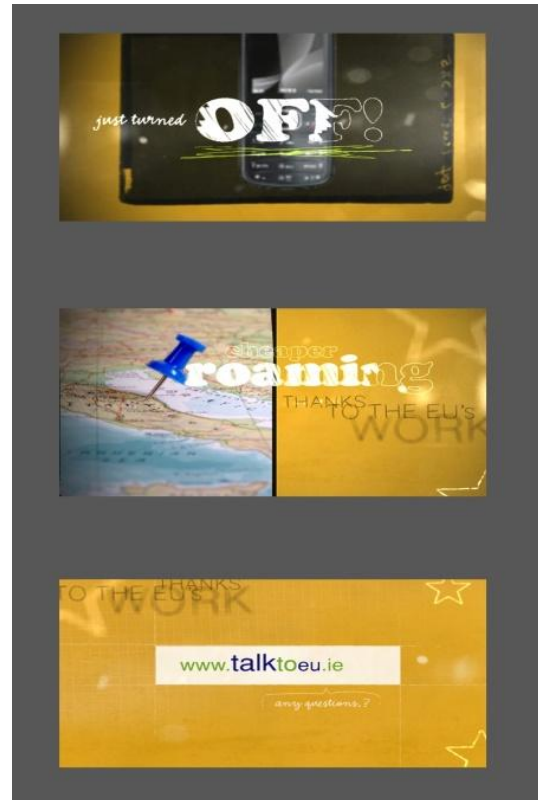 just turned OFF!
cheaper
roaming
THANKS
TO THE EU's
WORK
THANKS
TO THE EU's
WORK
www.talktoeu.ie
any questions,?